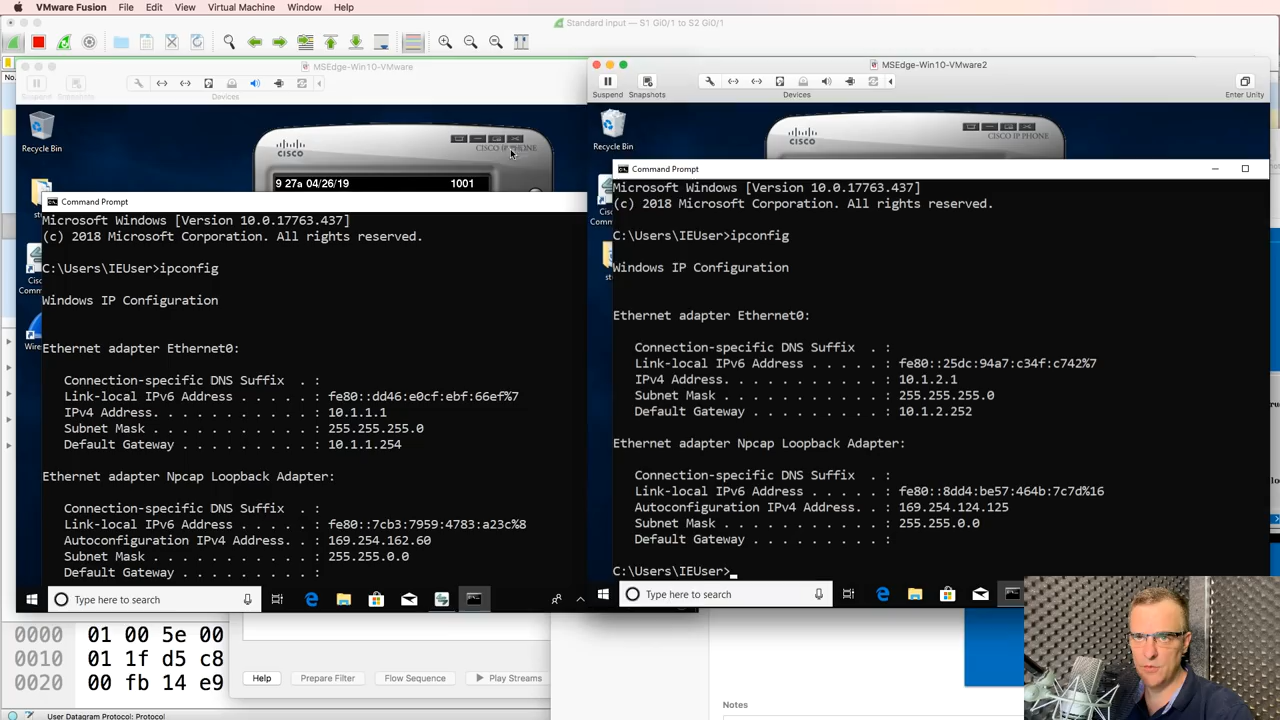 VMware Fusion File Edit View Virtual Machine Window Help
Standard input — S1 Gi0/1 to S2 Gi0/1
No.
MSEdge-Win10-VMware
Suspend Snapshots
Devices
Recycle Bin
CISCO
CISCO IP PHONE
9 27a 04/26/19 1001
Command Prompt
Microsoft Windows [Version 10.0.17763.437]
(c) 2018 Microsoft Corporation. All rights reserved.
C:\Users\IEUser>ipconfig
Windows IP Configuration
Ethernet adapter Ethernet0:
Connection-specific DNS Suffix . :
Link-local IPv6 Address . . . . . : fe80::dd46:e0cf:ebf:66ef%7
IPv4 Address. . . . . . . . . . . : 10.1.1.1
Subnet Mask . . . . . . . . . . . : 255.255.255.0
Default Gateway . . . . . . . . . : 10.1.1.254
Ethernet adapter Npcap Loopback Adapter:
Connection-specific DNS Suffix . :
Link-local IPv6 Address . . . . . : fe80::7cb3:7959:4783:a23c%8
Autoconfiguration IPv4 Address. . : 169.254.162.60
Subnet Mask . . . . . . . . . . . : 255.255.0.0
Default Gateway . . . . . . . . . :
Type here to search
MSEdge-Win10-VMware2
Suspend Snapshots
Devices
Enter Unity
Recycle Bin
CISCO
CISCO IP PHONE
Command Prompt
Microsoft Windows [Version 10.0.17763.437]
(c) 2018 Microsoft Corporation. All rights reserved.
C:\Users\IEUser>ipconfig
Windows IP Configuration
Ethernet adapter Ethernet0:
Connection-specific DNS Suffix . :
Link-local IPv6 Address . . . . . : fe80::25dc:94a7:c34f:c742%7
IPv4 Address. . . . . . . . . . . : 10.1.2.1
Subnet Mask . . . . . . . . . . . : 255.255.255.0
Default Gateway . . . . . . . . . : 10.1.2.252
Ethernet adapter Npcap Loopback Adapter:
Connection-specific DNS Suffix . :
Link-local IPv6 Address . . . . . : fe80::8dd4:be57:464b:7c7d%16
Autoconfiguration IPv4 Address. . : 169.254.124.125
Subnet Mask . . . . . . . . . . . : 255.255.0.0
Default Gateway . . . . . . . . . :
C:\Users\IEUser>
Type here to search
0000 01 00 5e 00
0010 01 1f d5 c8
0020 00 fb 14 e9
Help Prepare Filter Flow Sequence Play Streams
Notes
User Datagram Protocol: Protocol